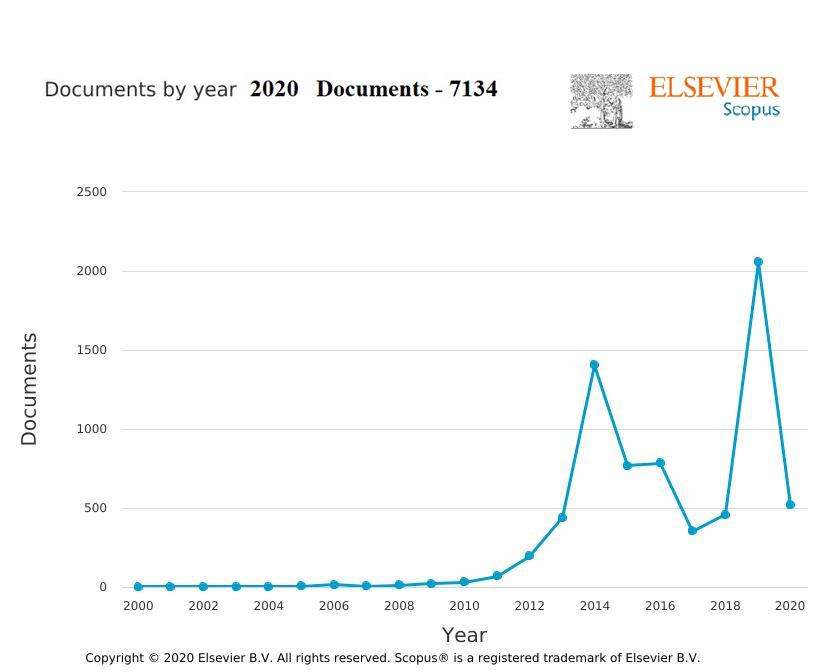 Documents by year 2020 Documents - 7134
ELSEVIER
Scopus
2500
2000
1500
1000
500
0
Documents
2000 2002 2004 2006 2008 2010 2012 2014 2016 2018 2020
Year
Copyright © 2020 Elsevier B.V. All rights reserved. Scopus® is a registered trademark of Elsevier B.V.